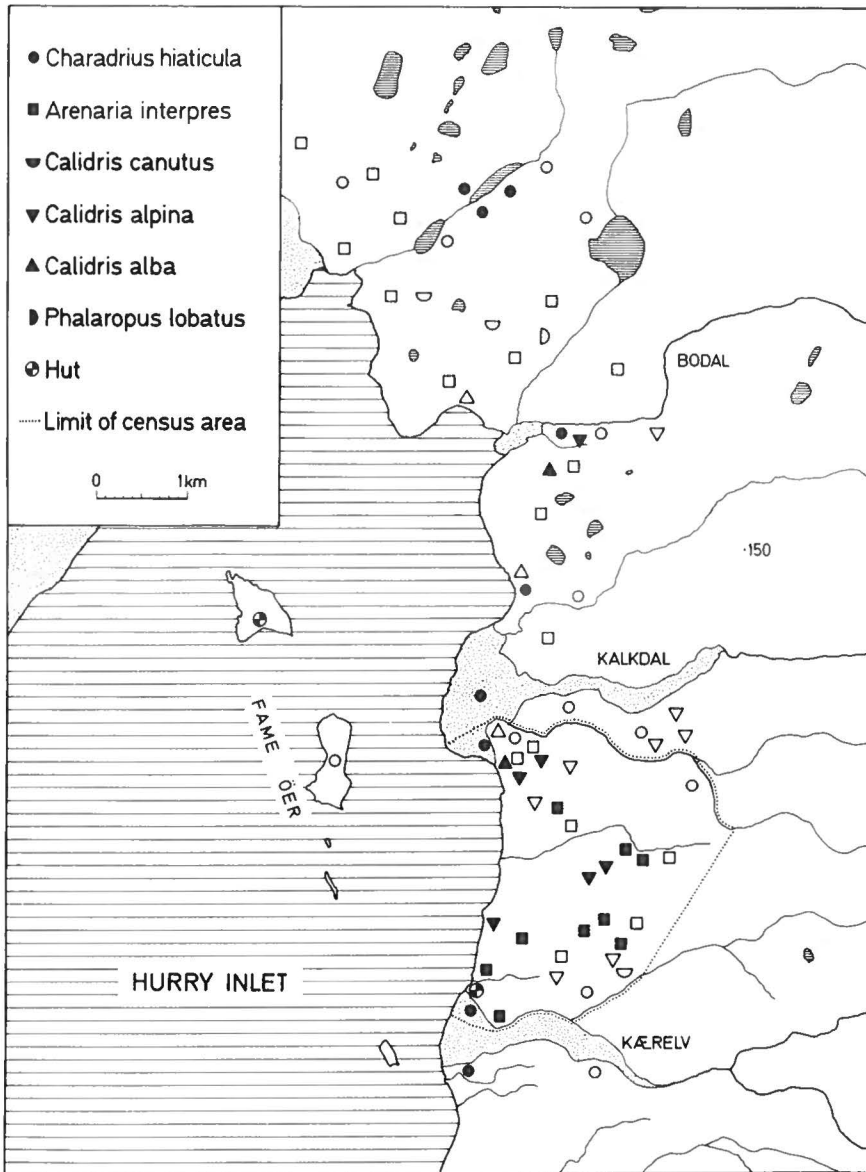 Charadrius hiaticula
Arenaria interpres
Calidris canutus
Calidris alpina
Calidris alba
Phalaropus lobatus
Hut
Limit of census area
0 1km
BODAL
·150
KALKDAL
FAME ÖER
HURRY INLET
KÆRELV